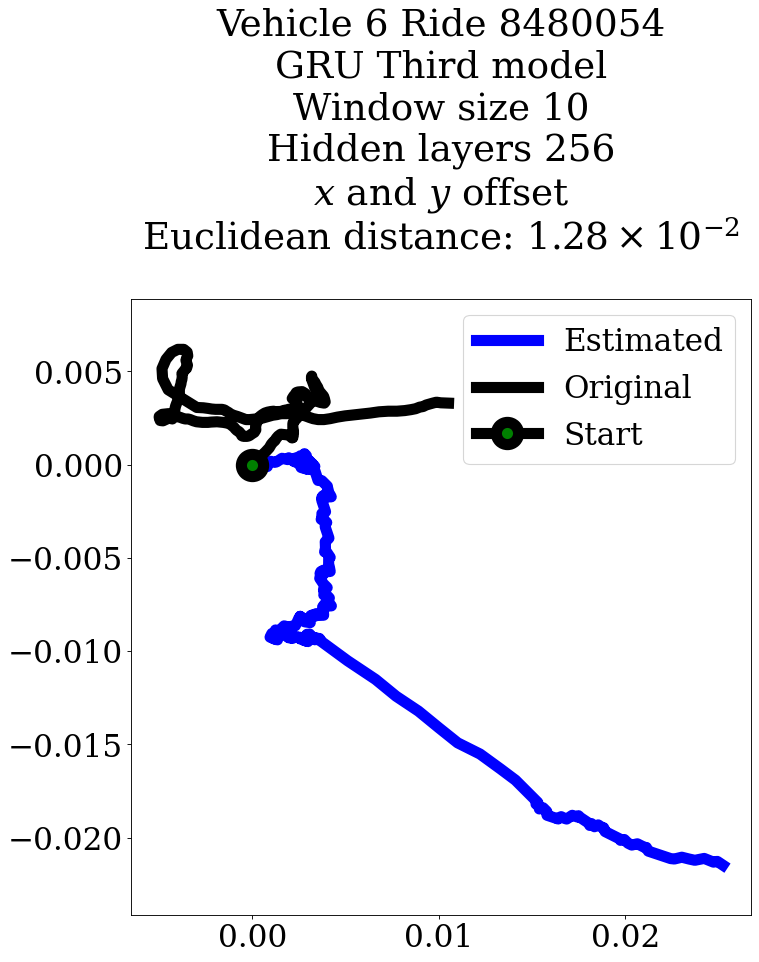 Vehicle 6 Ride 8480054
GRU Third model
Window size 10
Hidden layers 256
x and y offset
Euclidean distance: 1.28 × 10⁻²
Estimated
Original
Start
0.005
0.000
−0.005
−0.010
−0.015
−0.020
0.00 0.01 0.02